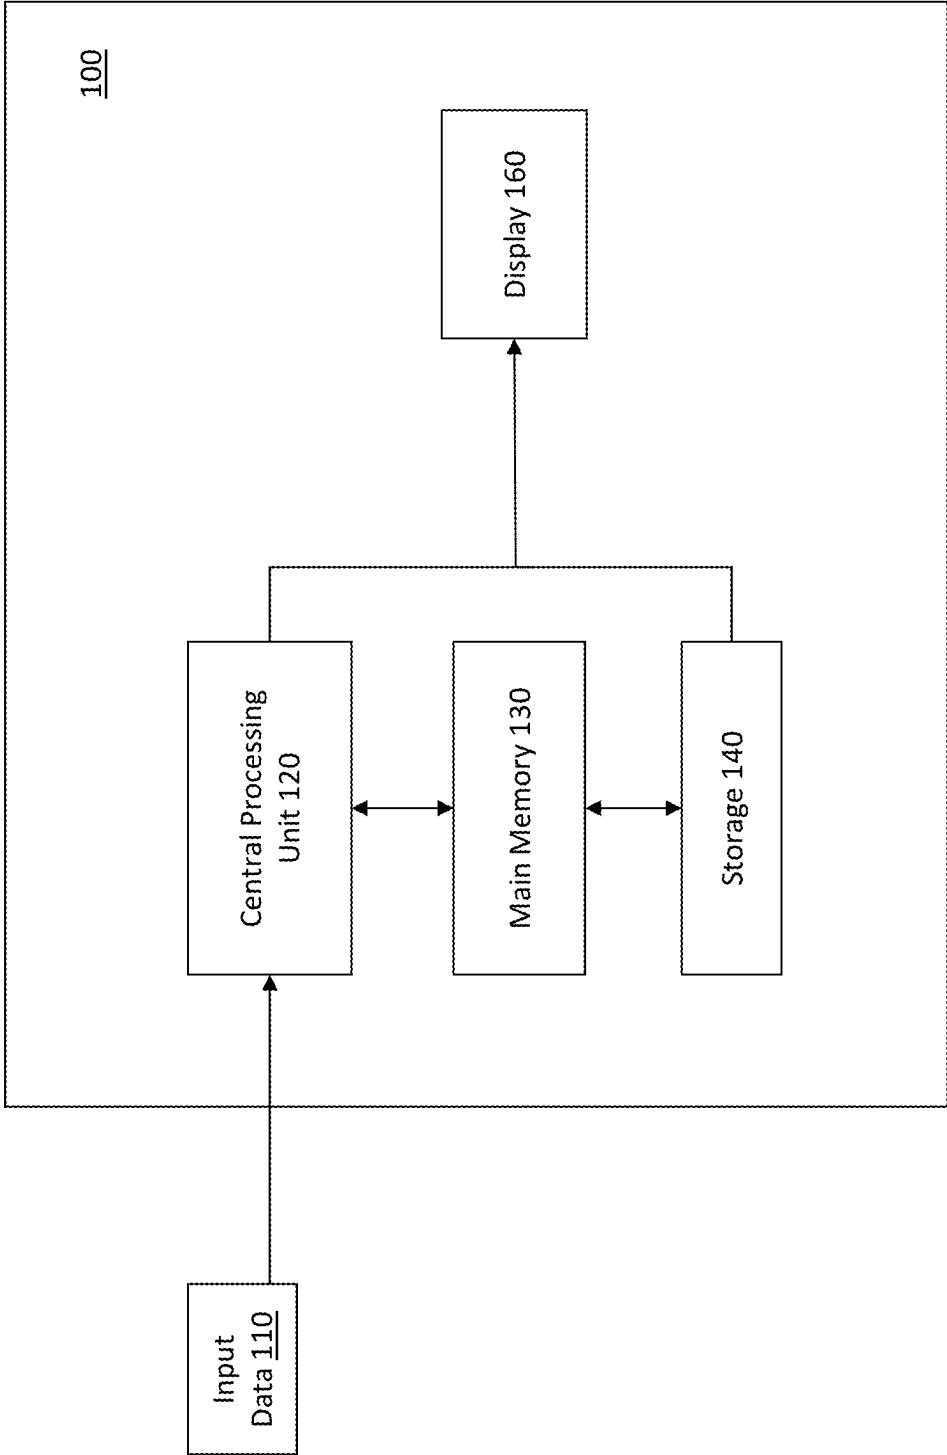 100
Input
Data 110
Central Processing
Unit 120
Main Memory 130
Storage 140
Display 160